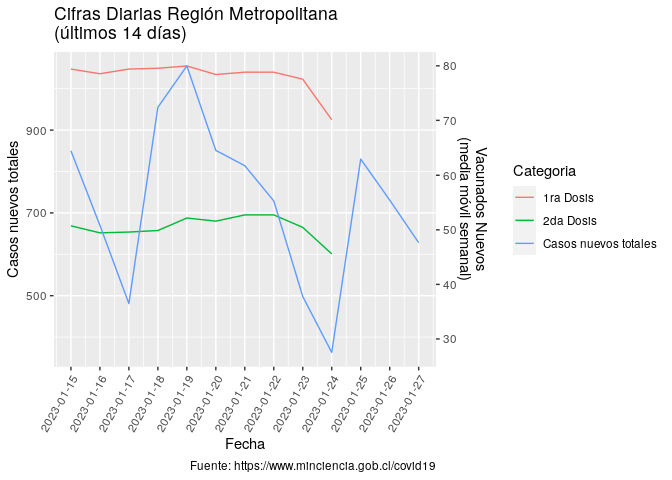 Cifras Diarias Región Metropolitana
(últimos 14 días)
Casos nuevos totales
900
700
500
80
70
60
50
40
30
Vacunados Nuevos
(media móvil semanal)
2023-01-15
2023-01-16
2023-01-17
2023-01-18
2023-01-19
2023-01-20
2023-01-21
2023-01-22
2023-01-23
2023-01-24
2023-01-25
2023-01-26
2023-01-27
Fecha
Categoria
1ra Dosis
2da Dosis
Casos nuevos totales
Fuente: https://www.minciencia.gob.cl/covid19